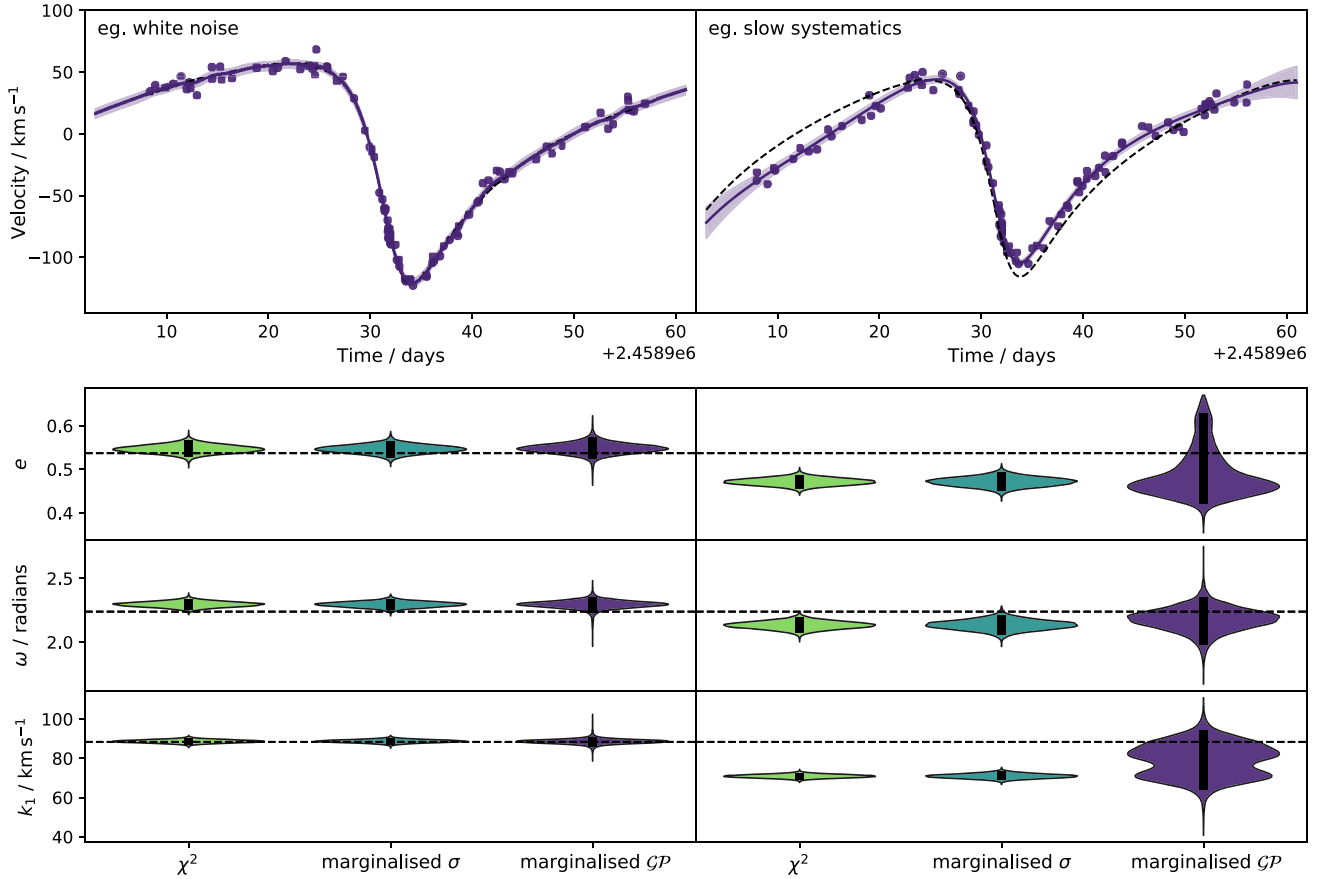 eg. white noise
eg. slow systematics
100
50
0
−50
−100
Velocity / km s⁻¹
10 20 30 40 50 60
10 20 30 40 50 60
Time / days
+2.4589e6
Time / days
+2.4589e6
0.6
0.5
0.4
e
2.5
2.0
ω / radians
100
80
60
40
k₁ / km s⁻¹
χ² marginalised σ marginalised 𝒢𝒫
χ² marginalised σ marginalised 𝒢𝒫